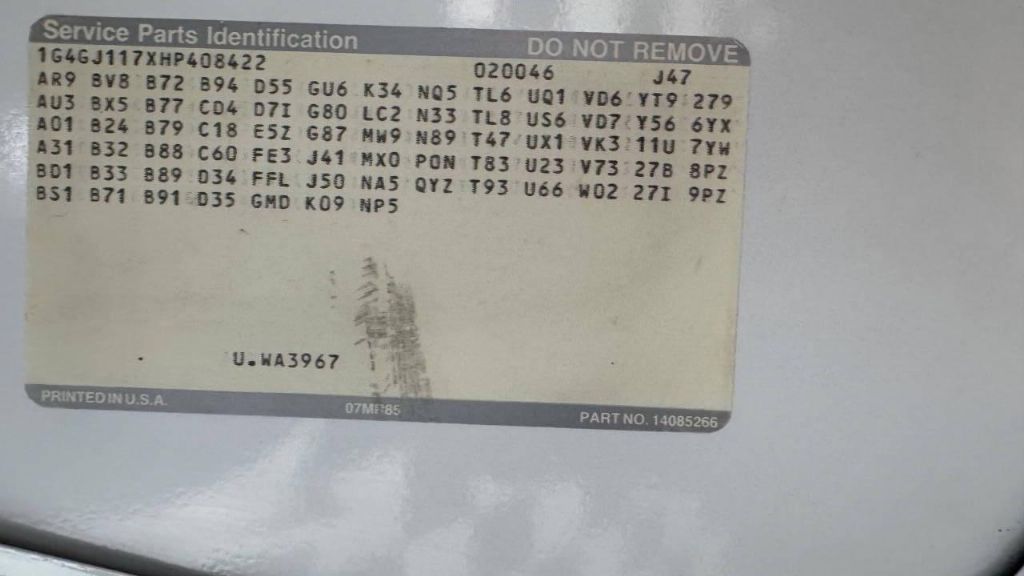 Service Parts Identification DO NOT REMOVE
1G4GJ117XHP408422 020046 J47
AR9 BV8 B72 B94 D55 GU6 K34 NQ5 TL6 UQ1 VD6 YT9 279
AU3 BX5 B77 CD4 D7I G80 LC2 N33 TL8 US6 VD7 Y56 6YX
A01 B24 B79 C18 E5Z G87 MW9 N89 T47 UX1 VK3 11U 7YW
A31 B32 B88 C60 FE3 J41 MX0 PON T83 U23 V73 27B 8PZ
BD1 B33 B89 D34 FFL J50 NA5 QYZ T93 U66 W02 27I 9PZ
BS1 B71 B91 D35 GMD K09 NP5
U.WA3967
PRINTED IN U.S.A. 85 PART NO. 14085266